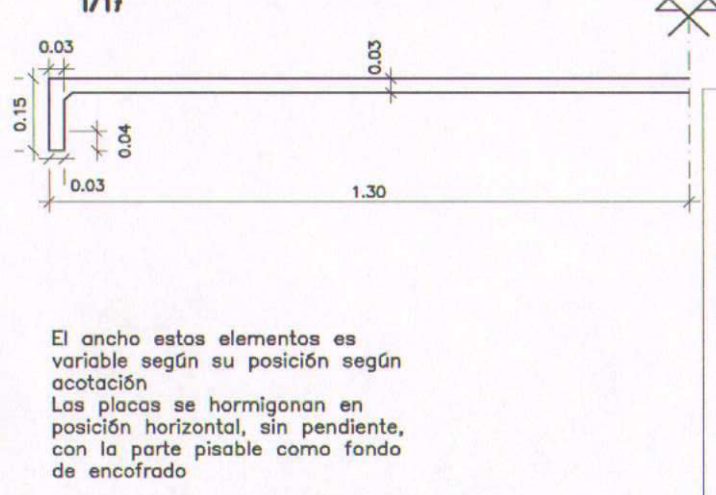 0.03
0.03
0.15
0.04
0.03
1.30
El ancho estos elementos es
variable según su posición según
acotación
Las placas se hormigonan en
posición horizontal, sin pendiente,
con la parte pisable como fondo
de encofrado